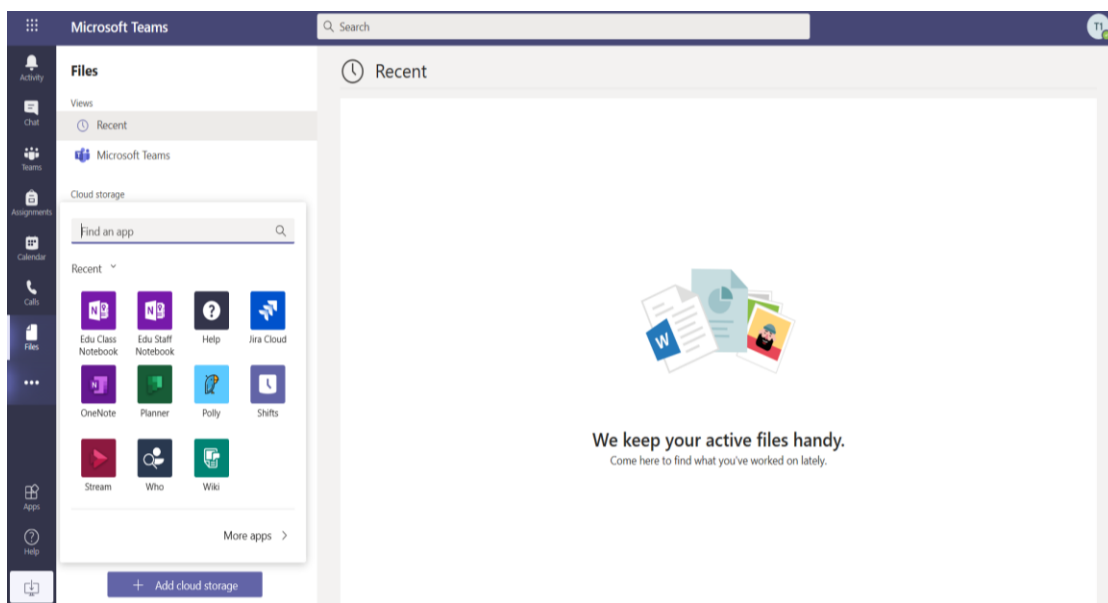 Microsoft Teams
Search
T1
Activity
Chat
Teams
Assignments
Calendar
Calls
Files
Apps
Help
Files
Views
Recent
Microsoft Teams
Cloud storage
Find an app
Recent
Edu Class Notebook
Edu Staff Notebook
Help
Jira Cloud
OneNote
Planner
Polly
Shifts
Stream
Who
Wiki
More apps
+ Add cloud storage
Recent
W
We keep your active files handy.
Come here to find what you've worked on lately.